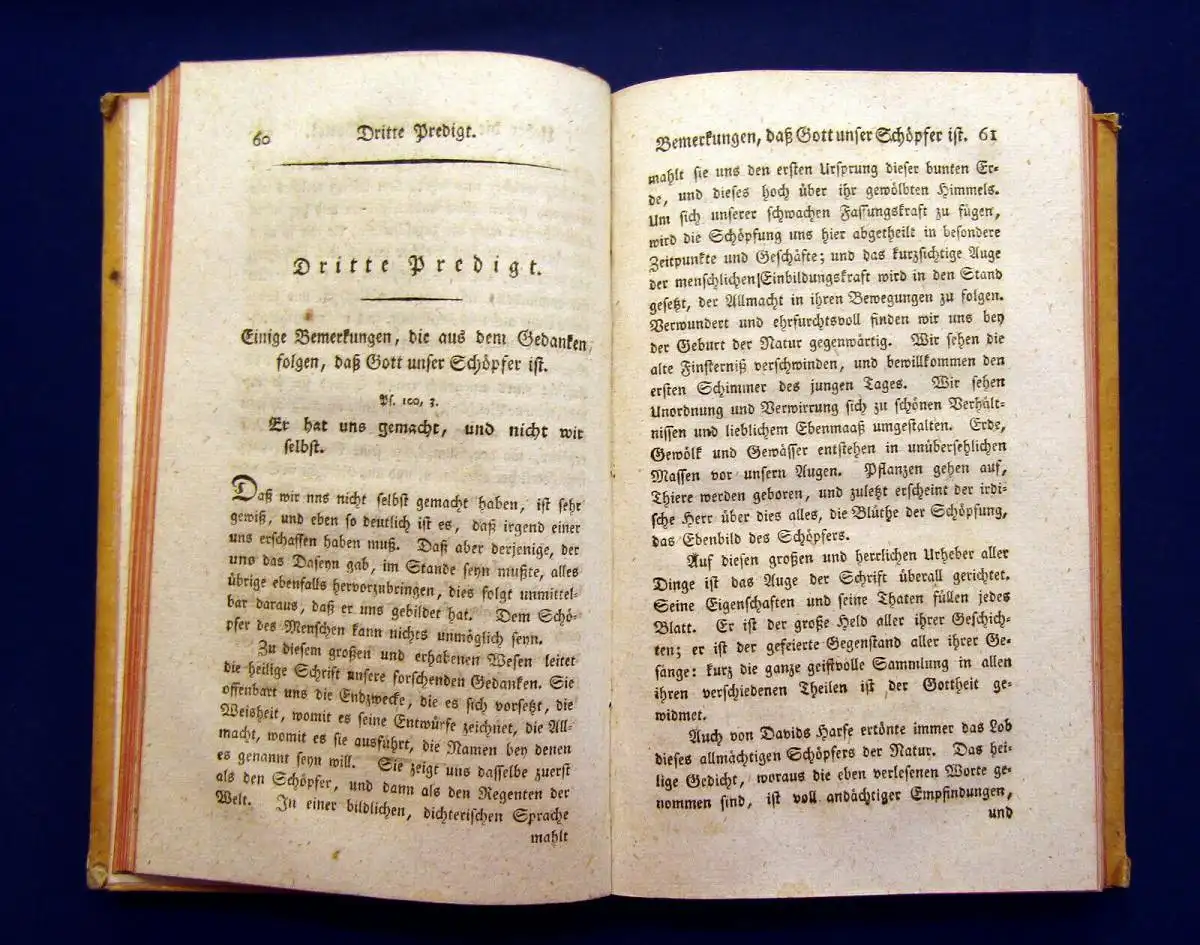 60 Dritte Predigt.
Dritte Predigt.
Einige Bemerkungen, die aus dem Gedanken
folgen, daß Gott unser Schöpfer ist.
Ps. 100, 3.
Er hat uns gemacht, und nicht wir
selbst.
Daß wir nns nicht selbst gemacht haben, ist sehr
gewiß, und eben so deutlich ist es, daß irgend einer
uns erschaffen haben muß. Daß aber derjenige, der
uns das Daseyn gab, im Stande seyn mußte, alles
übrige ebenfalls hervorzubringen, dies folgt unmittel-
bar daraus, daß er uns gebildet hat. Dem Schö-
pfer des Menschen kann nichts unmöglich seyn.
Zu diesem großen und erhabenen Wesen leitet
die heilige Schrift unsere forschenden Gedanken. Sie
offenbart uns die Endzwecke, die es sich vorsetzt, die
Weisheit, womit es seine Entwürfe zeichnet, die All-
macht, womit es sie ausführt, die Namen bey denen
es genannt seyn will. Sie zeigt uns dasselbe zuerst
als den Schöpfer, und dann als den Regenten der
Welt. In einer bildlichen, dichterischen Sprache
mahlt
Bemerkungen, daß Gott unser Schöpfer ist. 61
mahlt sie uns den ersten Ursprung dieser bunten Er-
de, und dieses hoch über ihr gewölbten Himmels.
Um sich unserer schwachen Fassungskraft zu fügen,
wird die Schöpfung uns hier abgetheilt in besondere
Zeitpunkte und Geschäfte; und das kurzsichtige Auge
der menschlichen Einbildungskraft wird in den Stand
gesetzt, der Allmacht in ihren Bewegungen zu folgen.
Verwundert und ehrfurchtsvoll finden wir uns bey
der Geburt der Natur gegenwärtig. Wir sehen die
alte Finsterniß verschwinden, und bewillkommen den
ersten Schimmer des jungen Tages. Wir sehen
Unordnung und Verwirrung sich zu schönen Verhält-
nissen und lieblichem Ebenmaaß umgestalten. Erde,
Gewölk und Gewässer entstehen in unübersehlichen
Massen vor unsern Augen. Pflanzen gehen auf,
Thiere werden geboren, und zuletzt erscheint der irdi-
sche Herr über dies alles, die Blüthe der Schöpfung,
das Ebenbild des Schöpfers.
Auf diesen großen und herrlichen Urheber aller
Dinge ist das Auge der Schrift überall gerichtet.
Seine Eigenschaften und seine Thaten füllen jedes
Blatt. Er ist der große Held aller ihrer Geschich-
ten; er ist der gefeierte Gegenstand aller ihrer Ge-
sänge: kurz die ganze geistvolle Sammlung in allen
ihren verschiedenen Theilen ist der Gottheit ge-
widmet.
Auch von Davids Harfe ertönte immer das Lob
dieses allmächtigen Schöpfers der Natur. Das hei-
lige Gedicht, woraus die eben verlesenen Worte ge-
nommen sind, ist voll andächtiger Empfindungen,
und